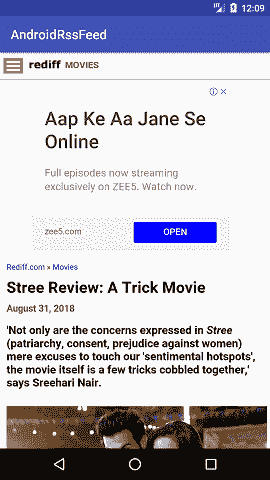 12:09
AndroidRssFeed
rediff MOVIES
Aap Ke Aa Jane Se
Online
Full episodes now streaming
exclusively on ZEE5. Watch now.
zee5.com
OPEN
Rediff.com » Movies
Stree Review: A Trick Movie
August 31, 2018
'Not only are the concerns expressed in Stree
(patriarchy, consent, prejudice against women)
mere excuses to touch our 'sentimental hotspots',
the movie itself is a few tricks cobbled together,'
says Sreehari Nair.